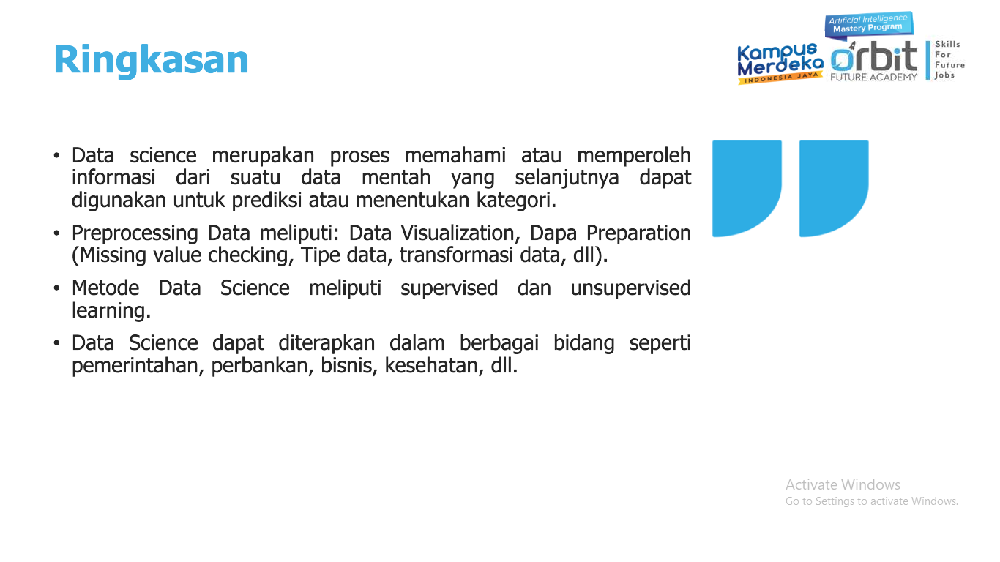 Ringkasan
Artificial Intelligence
Mastery Program
Kampus
Merdeka
INDONESIA JAYA
orbit
FUTURE ACADEMY
Skills
For
Future
Jobs
• Data science merupakan proses memahami atau memperoleh
informasi dari suatu data mentah yang selanjutnya dapat
digunakan untuk prediksi atau menentukan kategori.
• Preprocessing Data meliputi: Data Visualization, Dapa Preparation
(Missing value checking, Tipe data, transformasi data, dll).
• Metode Data Science meliputi supervised dan unsupervised
learning.
• Data Science dapat diterapkan dalam berbagai bidang seperti
pemerintahan, perbankan, bisnis, kesehatan, dll.
Activate Windows
Go to Settings to activate Windows.